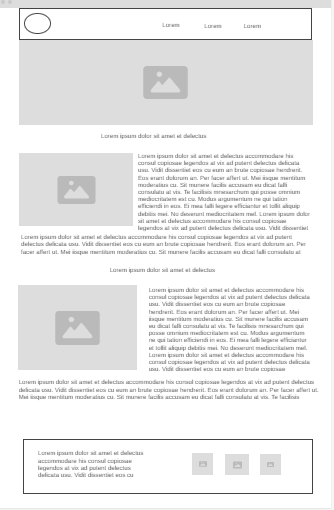 Lorem
Lorem
Lorem
Lorem ipsum dolor sit amet et delectus
Lorem ipsum dolor sit amet et delectus accommodare his
consul copiosae legendos at vix ad putent delectus delicata
usu. Vidit dissentiet eos cu eum an brute copiosae hendrerit.
Eos erant dolorum an. Per facer affert ut. Mei iisque mentitum
moderatius cu. Sit munere facilis accusam eu dicat falli
consulatu at vis. Te facilisis mnesarchum qui posse omnium
mediocritatem est cu. Modus argumentum ne qui tation
efficiendi in eos. Ei mea falli legere efficiantur et tollit aliquip
debitis mei. No deserunt mediocritatem mel. Lorem ipsum dolor
sit amet et delectus accommodare his consul copiosae
legendos at vix ad putent delectus delicata usu. Vidit dissentiet
Lorem ipsum dolor sit amet et delectus accommodare his consul copiosae legendos at vix ad putent
delectus delicata usu. Vidit dissentiet eos cu eum an brute copiosae hendrerit. Eos erant dolorum an. Per
facer affert ut. Mei iisque mentitum moderatius cu. Sit munere facilis accusam eu dicat falli consulatu at
Lorem ipsum dolor sit amet et delectus
Lorem ipsum dolor sit amet et delectus accommodare his
consul copiosae legendos at vix ad putent delectus delicata
usu. Vidit dissentiet eos cu eum an brute copiosae
hendrerit. Eos erant dolorum an. Per facer affert ut. Mei
iisque mentitum moderatius cu. Sit munere facilis accusam
eu dicat falli consulatu at vis. Te facilisis mnesarchum qui
posse omnium mediocritatem est cu. Modus argumentum
ne qui tation efficiendi in eos. Ei mea falli legere efficiantur
et tollit aliquip debitis mei. No deserunt mediocritatem mel.
Lorem ipsum dolor sit amet et delectus accommodare his
consul copiosae legendos at vix ad putent delectus delicata
usu. Vidit dissentiet eos cu eum an brute copiosae
Lorem ipsum dolor sit amet et delectus accommodare his consul copiosae legendos at vix ad putent delectus
delicata usu. Vidit dissentiet eos cu eum an brute copiosae hendrerit. Eos erant dolorum an. Per facer affert ut.
Mei iisque mentitum moderatius cu. Sit munere facilis accusam eu dicat falli consulatu at vis. Te facilisis
Lorem ipsum dolor sit amet et delectus
accommodare his consul copiosae
legendos at vix ad putent delectus
delicata usu. Vidit dissentiet eos cu